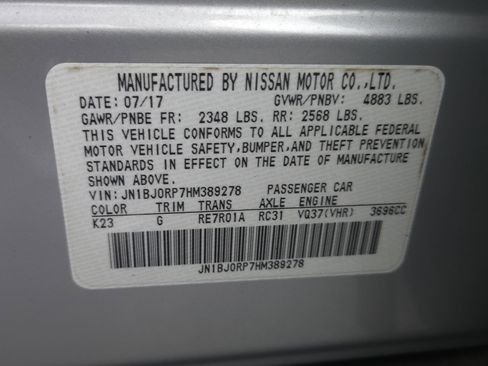 MANUFACTURED BY NISSAN MOTOR CO.,LTD.
DATE: 07/17 GVWR/PNBV: 4883 LBS.
GAWR/PNBE FR: 2348 LBS. RR: 2568 LBS.
THIS VEHICLE CONFORMS TO ALL APPLICABLE FEDERAL
MOTOR VEHICLE SAFETY,BUMPER,AND THEFT PREVENTION
STANDARDS IN EFFECT ON THE DATE OF MANUFACTURE
SHOWN ABOVE.
VIN: JN1BJ0RP7HM389278 PASSENGER CAR
COLOR TRIM TRANS AXLE ENGINE
K23 G RE7R01A RC31 VQ37(VHR) 3696CC
JN1BJ0RP7HM389278